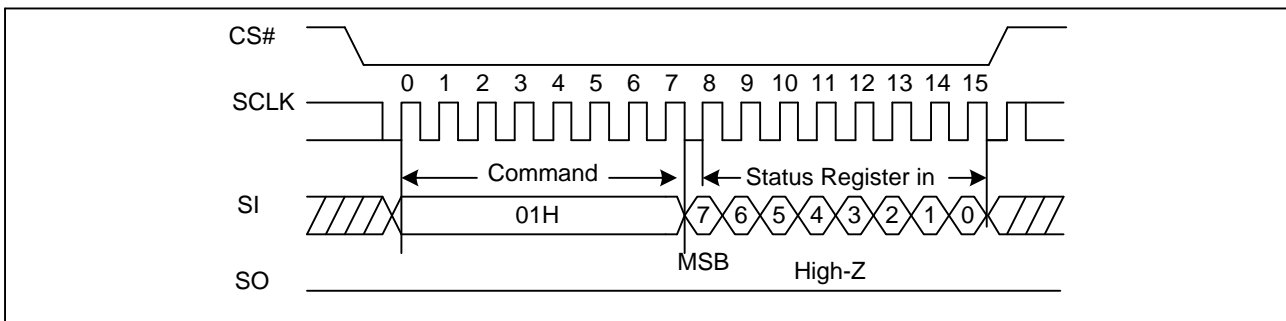 CS#
0 1 2 3 4 5 6 7 8 9 10 11 12 13 14 15
SCLK
Command Status Register in
SI 01H 7 6 5 4 3 2 1 0
MSB High-Z
SO